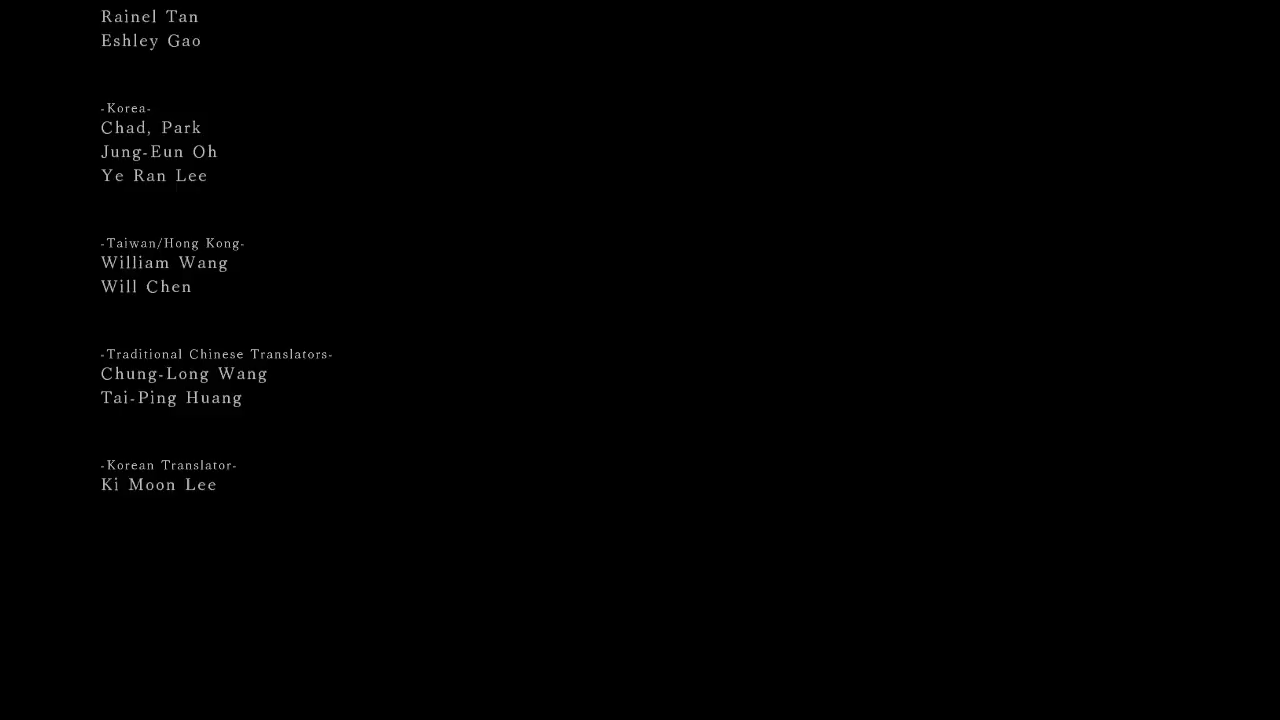 Rainel Tan
Eshley Gao
-Korea-
Chad, Park
Jung-Eun Oh
Ye Ran Lee
-Taiwan/Hong Kong-
William Wang
Will Chen
-Traditional Chinese Translators-
Chung-Long Wang
Tai-Ping Huang
-Korean Translator-
Ki Moon Lee